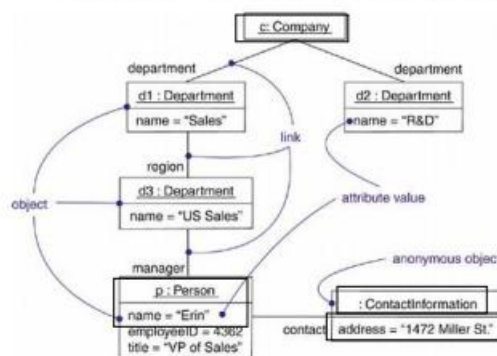 c: Company
department
department
d1 : Department
name = "Sales"
d2 : Department
name = "R&D"
link
region
object
d3 : Department
name = "US Sales"
attribute value
manager
anonymous object
p : Person
name = "Erin"
employeeID = 4362
title = "VP of Sales"
contact
: ContactInformation
address = "1472 Miller St."